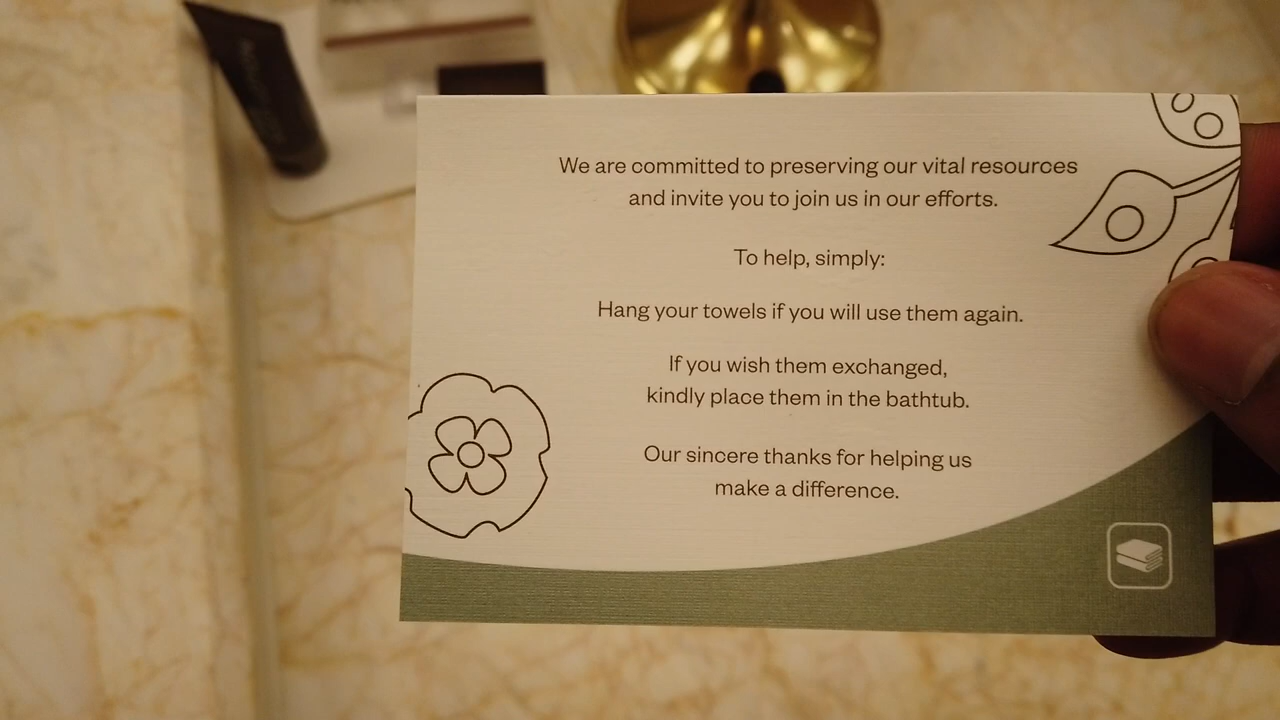 We are committed to preserving our vital resources
and invite you to join us in our efforts.
To help, simply:
Hang your towels if you will use them again.
If you wish them exchanged,
kindly place them in the bathtub.
Our sincere thanks for helping us
make a difference.